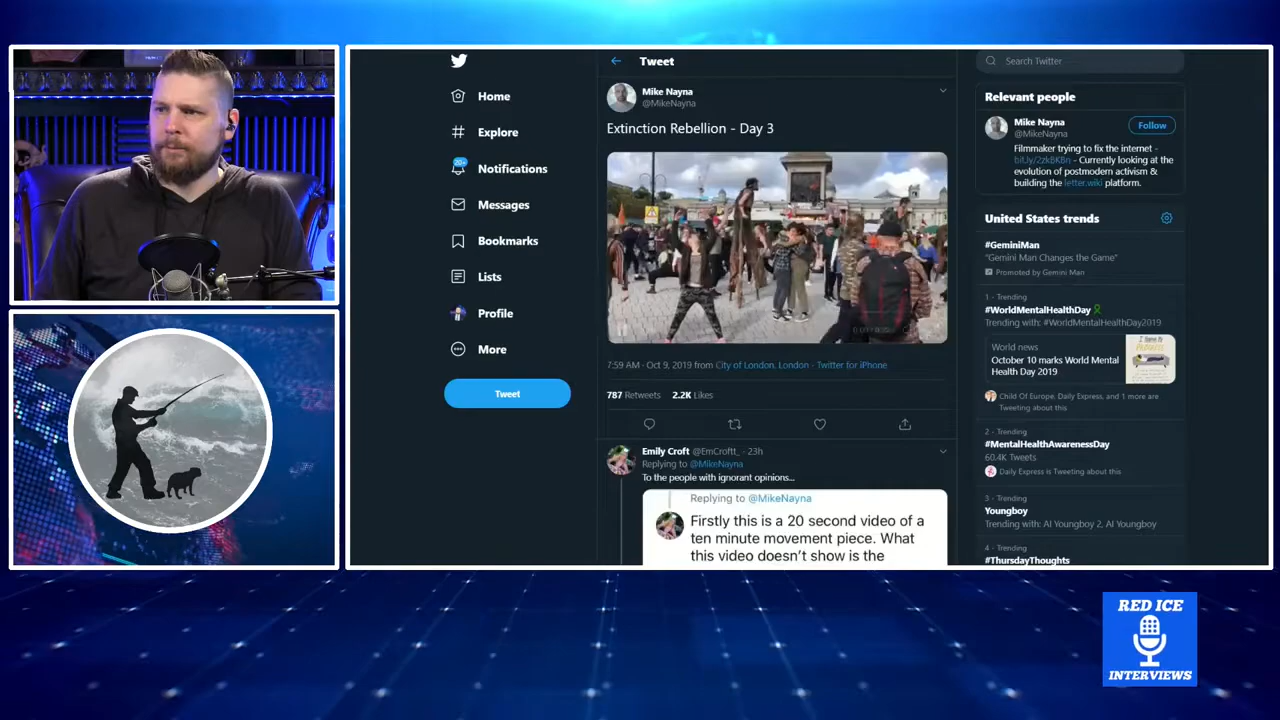 Home
Explore
20+
Notifications
Messages
Bookmarks
Lists
Profile
More
Tweet
Tweet
Mike Nayna
@MikeNayna
Extinction Rebellion - Day 3
7:59 AM · Oct 9, 2019 from City of London, London · Twitter for iPhone
787 Retweets 2.2K Likes
Emily Croft @EmCroftt_ · 23h
Replying to @MikeNayna
To the people with ignorant opinions...
Replying to @MikeNayna
Firstly this is a 20 second video of a
ten minute movement piece. What
this video doesn't show is the
Search Twitter
Relevant people
Mike Nayna
@MikeNayna
Follow
Filmmaker trying to fix the internet -
bit.ly/2zkBKBn - Currently looking at the
evolution of postmodern activism &
building the letter.wiki platform.
United States trends
#GeminiMan
"Gemini Man Changes the Game"
Promoted by Gemini Man
1 · Trending
#WorldMentalHealthDay
Trending with: #WorldMentalHealthDay2019
World news
October 10 marks World Mental
Health Day 2019
Child Of Europe, Daily Express, and 1 more are
Tweeting about this
2 · Trending
#MentalHealthAwarenessDay
60.4K Tweets
Daily Express is Tweeting about this
3 · Trending
Youngboy
Trending with: AI Youngboy 2, AI Youngboy
4 · Trending
#ThursdayThoughts
RED ICE
INTERVIEWS